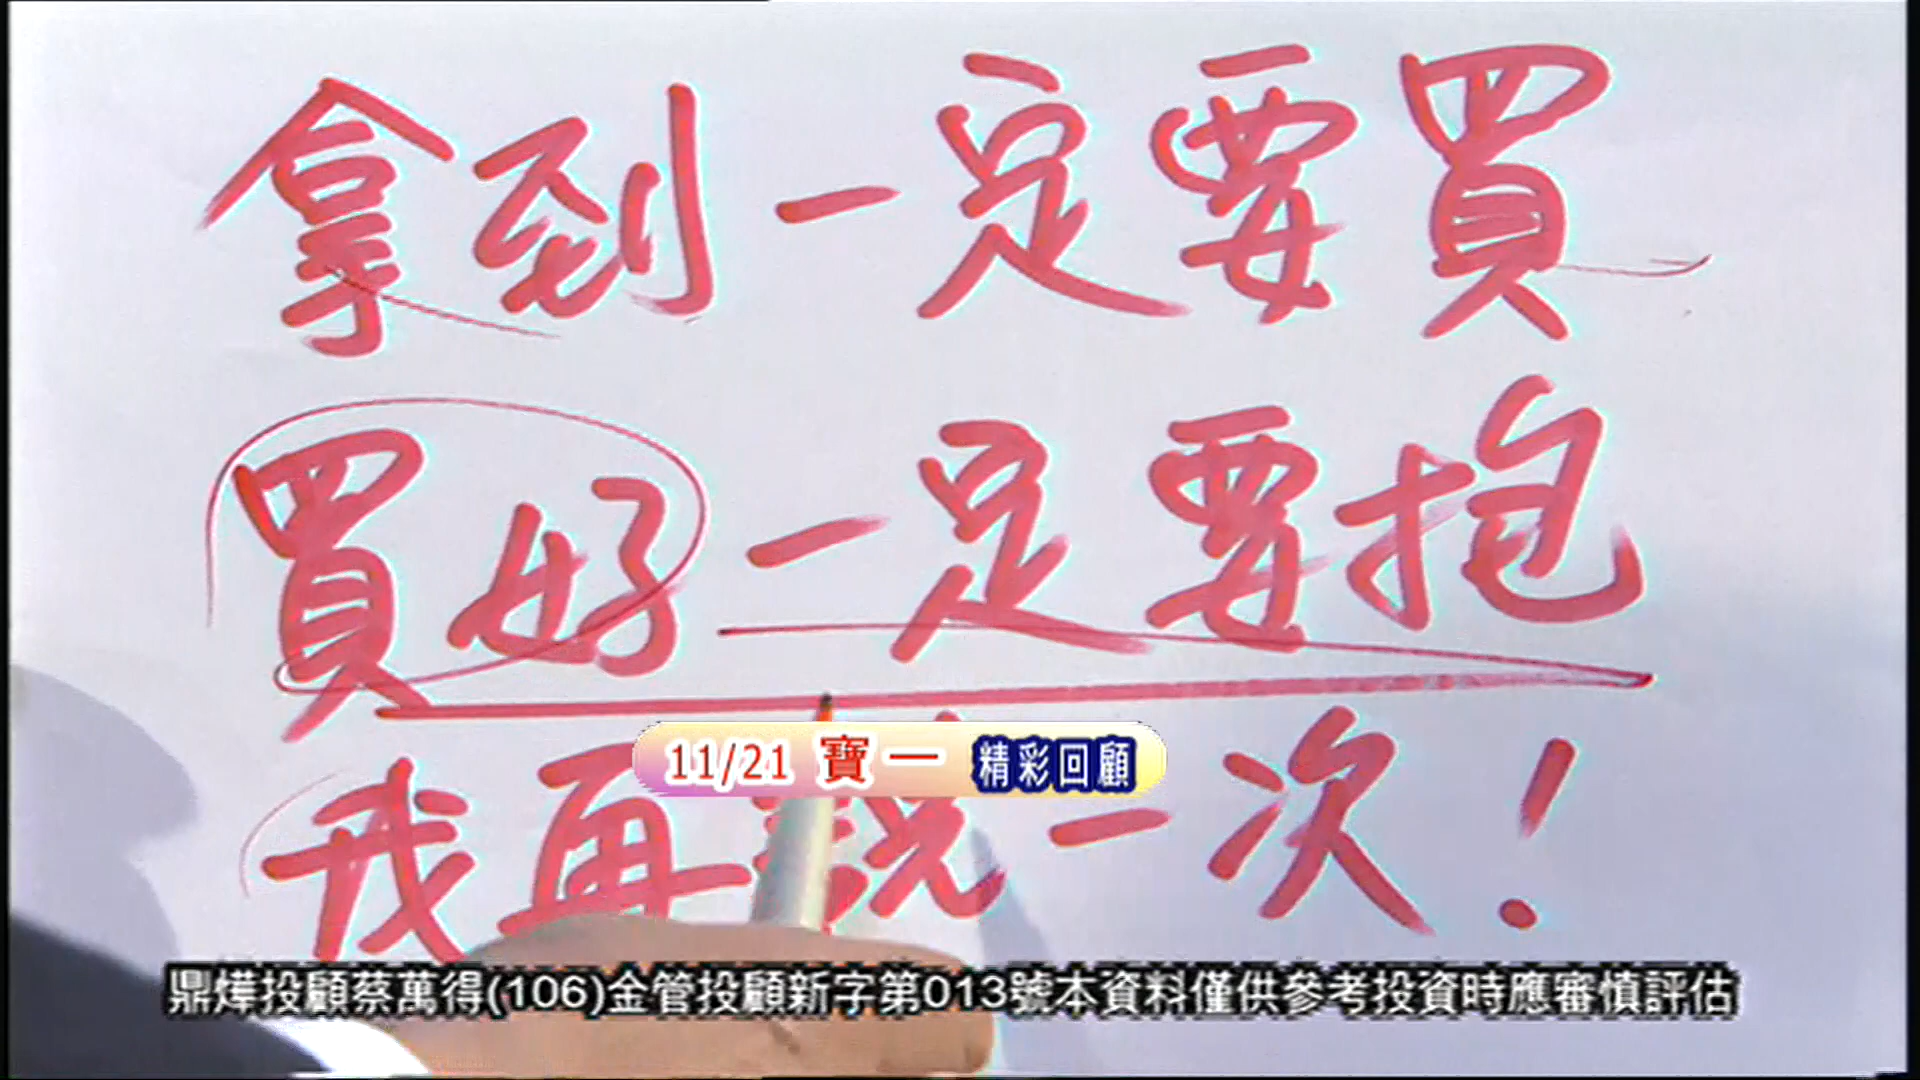 拿到一定要買
買好一定要抱
11/21 寶一 精彩回顧
我再說一次！
鼎燁投顧蔡萬得(106)金管投顧新字第013號本資料僅供參考投資時應審慎評估